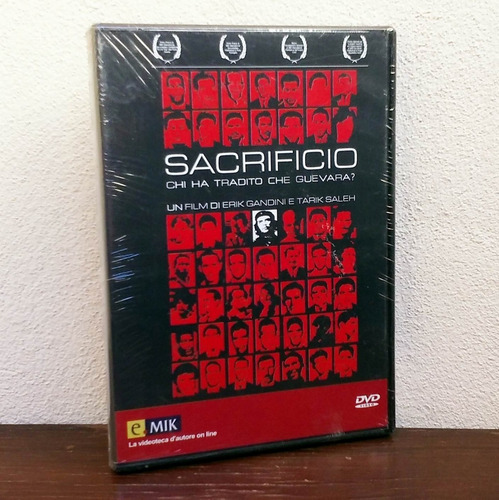 SACRIFICIO
CHI HA TRADITO CHE GUEVARA?
UN FILM DI ERIK GANDINI E TARIK SALEH
DVD
VIDEO
e. MIK
La videoteca d'autore on line